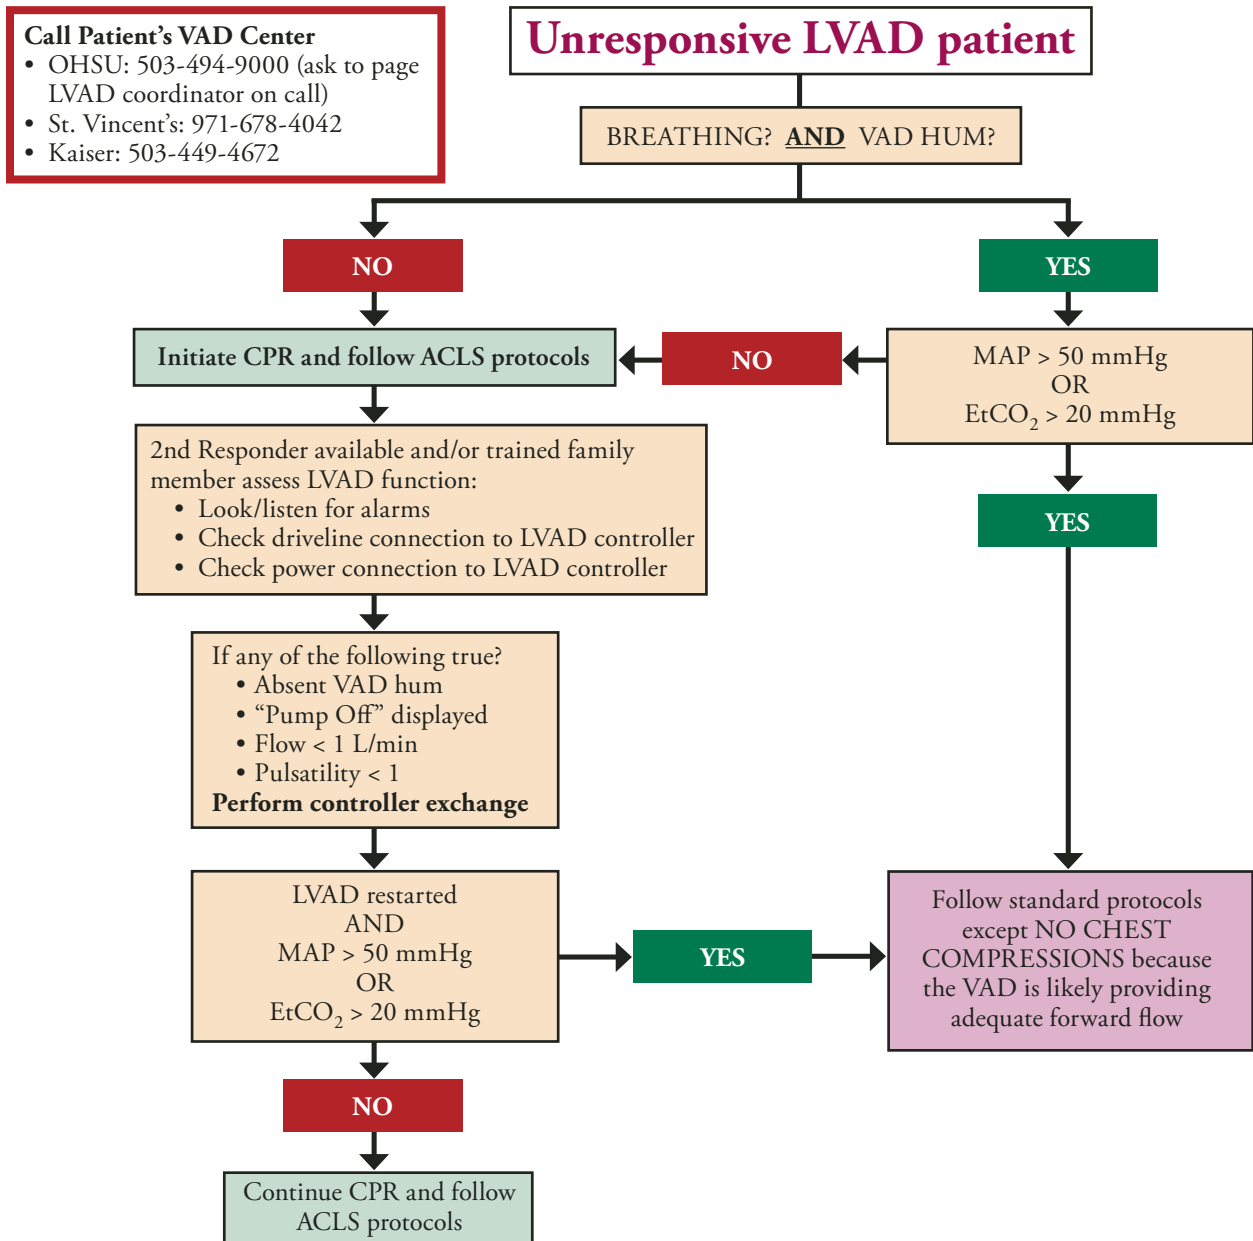 Call Patient's VAD Center
• OHSU: 503-494-9000 (ask to page
LVAD coordinator on call)
• St. Vincent's: 971-678-4042
• Kaiser: 503-449-4672
Unresponsive LVAD patient
BREATHING? AND VAD HUM?
NO
YES
Initiate CPR and follow ACLS protocols
NO
MAP > 50 mmHg
OR
EtCO₂ > 20 mmHg
YES
2nd Responder available and/or trained family
member assess LVAD function:
• Look/listen for alarms
• Check driveline connection to LVAD controller
• Check power connection to LVAD controller
If any of the following true?
• Absent VAD hum
• “Pump Off” displayed
• Flow < 1 L/min
• Pulsatility < 1
Perform controller exchange
LVAD restarted
AND
MAP > 50 mmHg
OR
EtCO₂ > 20 mmHg
YES
Follow standard protocols
except NO CHEST
COMPRESSIONS because
the VAD is likely providing
adequate forward flow
NO
Continue CPR and follow
ACLS protocols